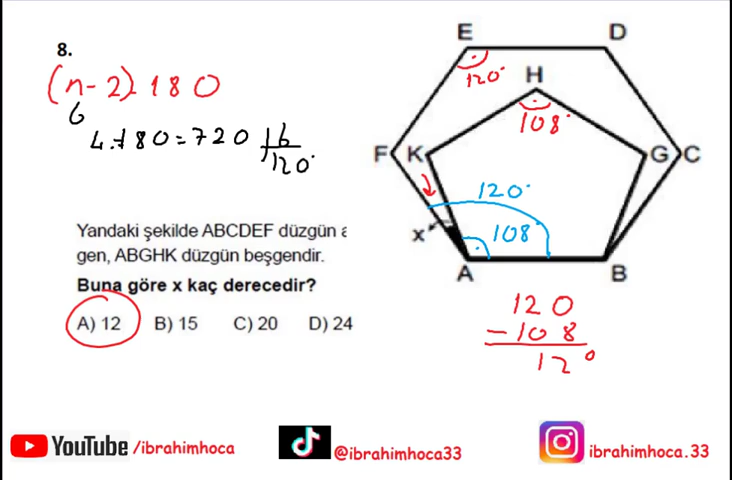 8.
(n-2).180
6
4.180=720 | 6
120°
Yandaki şekilde ABCDEF düzgün a
gen, ABGHK düzgün beşgendir.
Buna göre x kaç derecedir?
A) 12 B) 15 C) 20 D) 24
E D
120°
H
108°
F K G C
120°
x 108°
A B
120
-108
12°
YouTube /ibrahimhoca
@ibrahimhoca33
ibrahimhoca.33